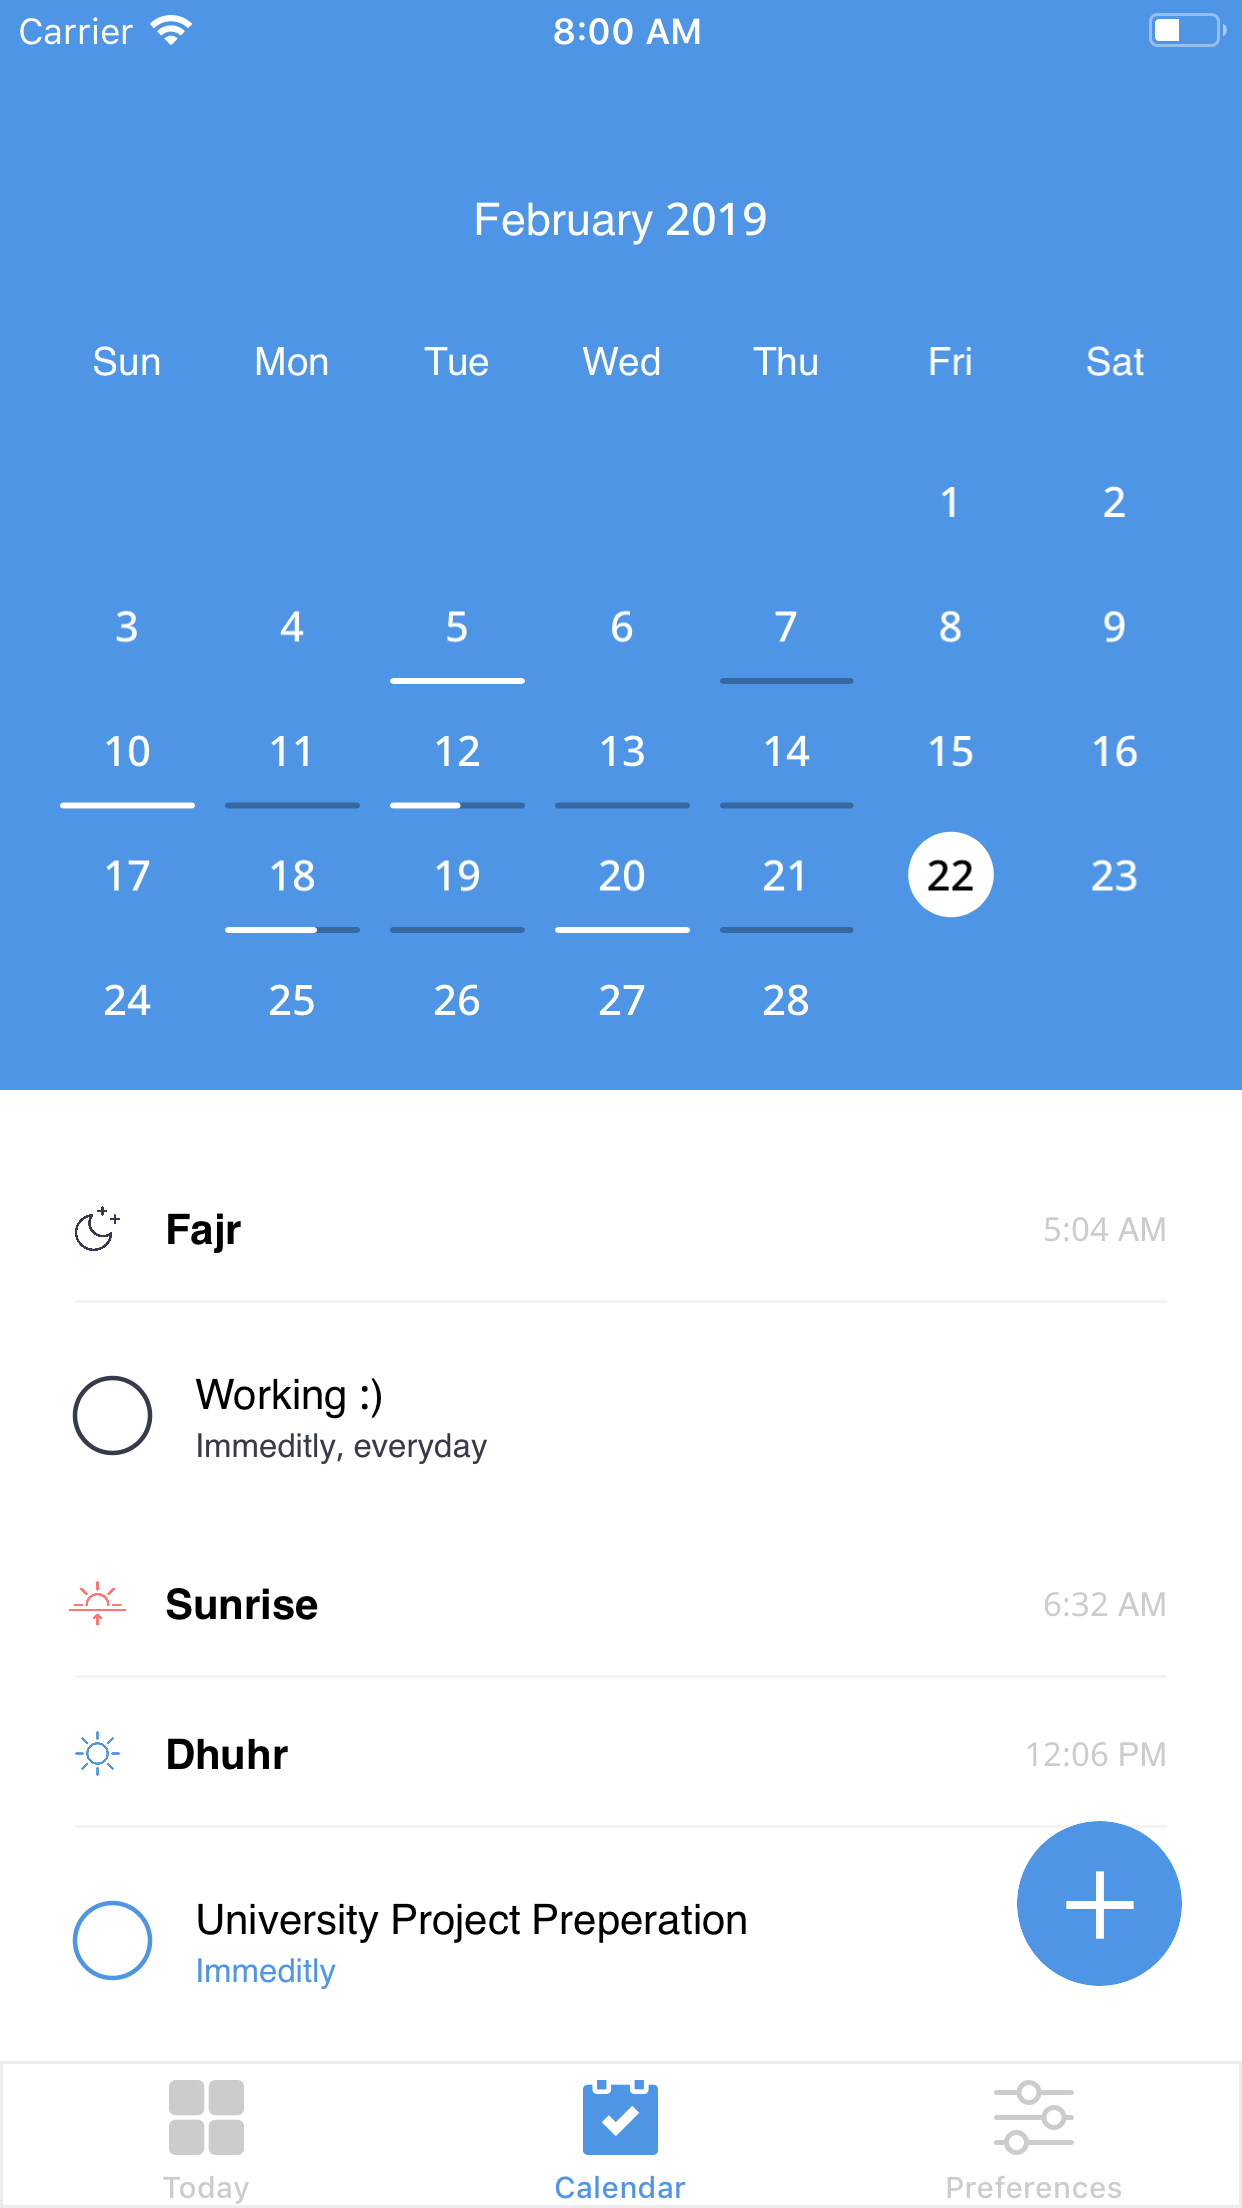 Carrier 8:00 AM
February 2019
Sun Mon Tue Wed Thu Fri Sat
1 2
3 4 5 6 7 8 9
10 11 12 13 14 15 16
17 18 19 20 21 22 23
24 25 26 27 28
Fajr 5:04 AM
Working :)
Immeditly, everyday
Sunrise 6:32 AM
Dhuhr 12:06 PM
University Project Preperation
Immeditly
Today Calendar Preferences